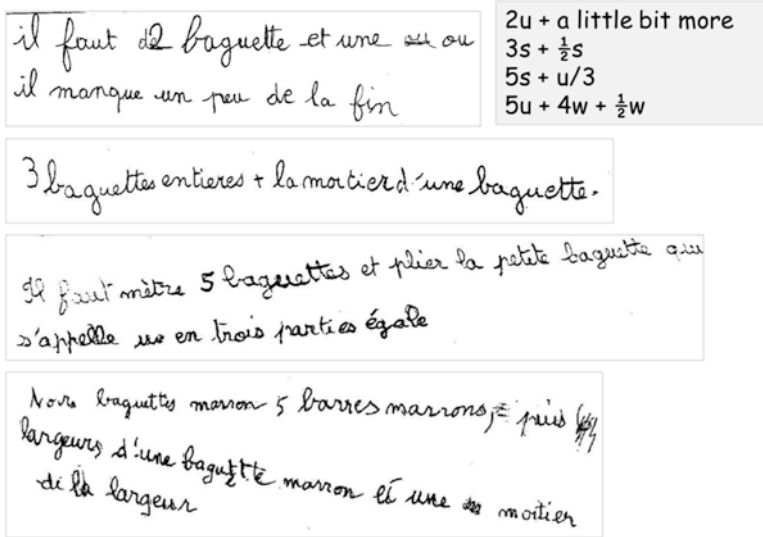 il faut d2 baguette et une ou
il manque un peu de la fin
2u + a little bit more
3s + ½s
5s + u/3
5u + 4w + ½w
3 baguettes entieres + la moitier d'une baguette.
Il faut mètre 5 baguettes et plier la petite baguette qui
s'appelle en trois parties égale
baguettes marron 5 barres marrons, puis
largeurs d'une baguette marron et une moitier
de la largeur